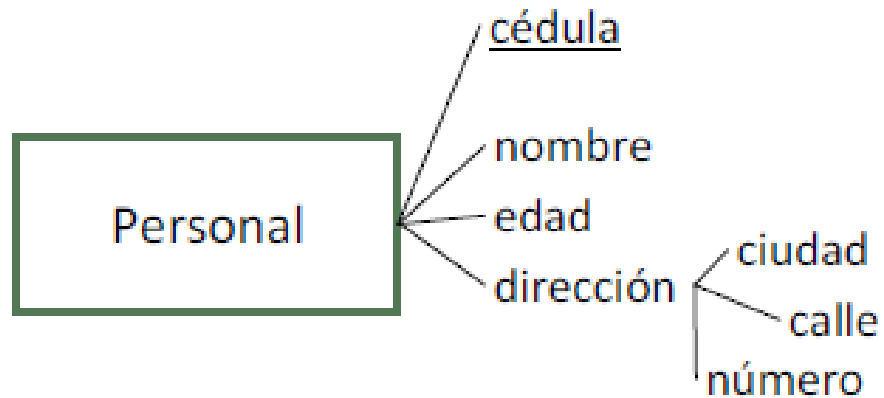 cédula
nombre
Personal
edad
dirección
ciudad
calle
número